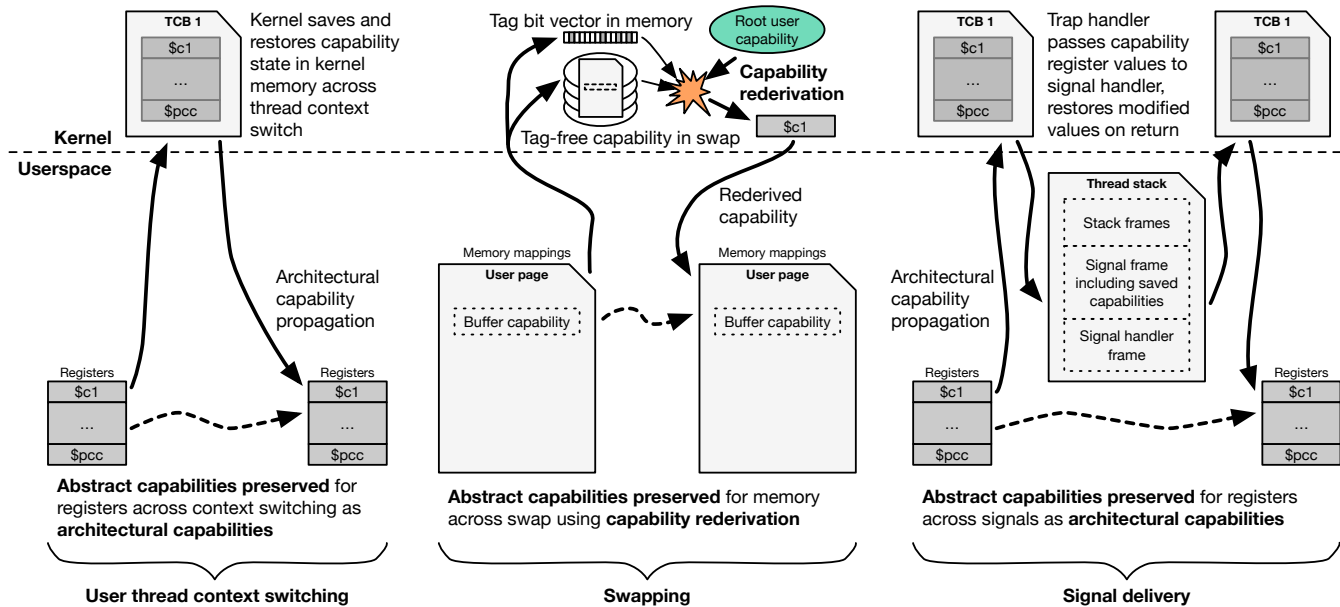 TCB 1
$c1
...
$pcc
Kernel saves and
restores capability
state in kernel
memory across
thread context
switch
Kernel
Userspace
Architectural
capability
propagation
Registers
$c1
...
$pcc
Registers
$c1
...
$pcc
Abstract capabilities preserved for
registers across context switching as
architectural capabilities
User thread context switching
Tag bit vector in memory
Root user
capability
Capability
rederivation
$c1
Tag-free capability in swap
Rederived
capability
Memory mappings
User page
Buffer capability
Memory mappings
User page
Buffer capability
Abstract capabilities preserved for memory
across swap using capability rederivation
Swapping
TCB 1
$c1
...
$pcc
Trap handler
passes capability
register values to
signal handler,
restores modified
values on return
TCB 1
$c1
...
$pcc
Thread stack
Stack frames
Signal frame
including saved
capabilities
Signal handler
frame
Architectural
capability
propagation
Registers
$c1
...
$pcc
Registers
$c1
...
$pcc
Abstract capabilities preserved for registers
across signals as architectural capabilities
Signal delivery